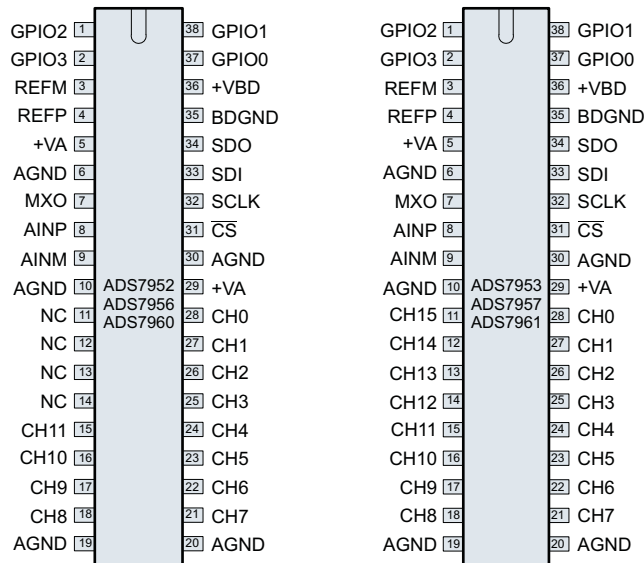 GPIO2 1 38 GPIO1
GPIO3 2 37 GPIO0
REFM 3 36 +VBD
REFP 4 35 BDGND
+VA 5 34 SDO
AGND 6 33 SDI
MXO 7 32 SCLK
AINP 8 31 CS
AINM 9 30 AGND
AGND 10 29 +VA
NC 11 28 CH0
NC 12 27 CH1
NC 13 26 CH2
NC 14 25 CH3
CH11 15 24 CH4
CH10 16 23 CH5
CH9 17 22 CH6
CH8 18 21 CH7
AGND 19 20 AGND
ADS7952
ADS7956
ADS7960
GPIO2 1 38 GPIO1
GPIO3 2 37 GPIO0
REFM 3 36 +VBD
REFP 4 35 BDGND
+VA 5 34 SDO
AGND 6 33 SDI
MXO 7 32 SCLK
AINP 8 31 CS
AINM 9 30 AGND
AGND 10 29 +VA
CH15 11 28 CH0
CH14 12 27 CH1
CH13 13 26 CH2
CH12 14 25 CH3
CH11 15 24 CH4
CH10 16 23 CH5
CH9 17 22 CH6
CH8 18 21 CH7
AGND 19 20 AGND
ADS7953
ADS7957
ADS7961